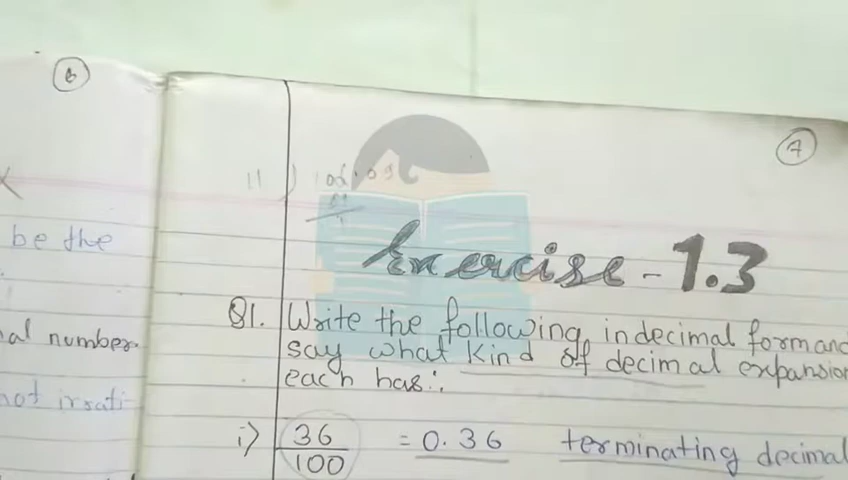 6
7
be the
al number.
not irrati
Exercise - 1.3
Q1. Write the following in decimal form and
say what kind of decimal expansion
each has:
i) 36/100 = 0.36 terminating decimal